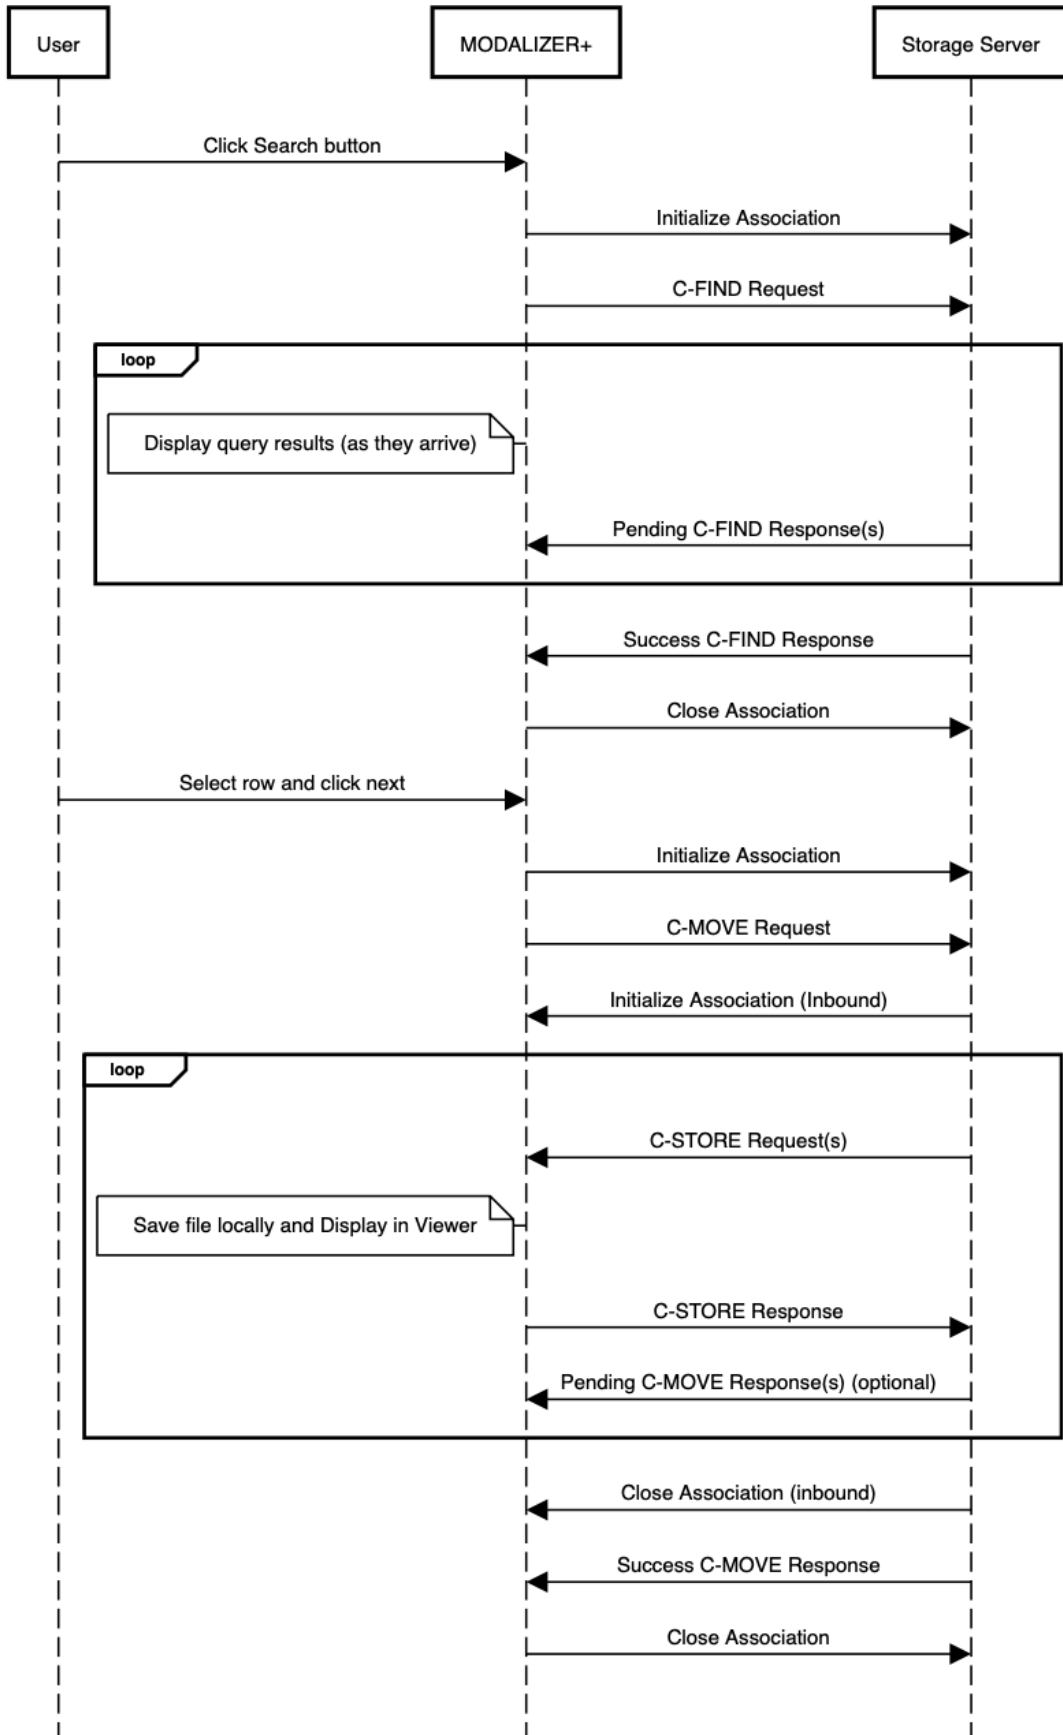 User
MODALIZER+
Storage Server
Click Search button
Initialize Association
C-FIND Request
loop
Display query results (as they arrive)
Pending C-FIND Response(s)
Success C-FIND Response
Close Association
Select row and click next
Initialize Association
C-MOVE Request
Initialize Association (Inbound)
loop
C-STORE Request(s)
Save file locally and Display in Viewer
C-STORE Response
Pending C-MOVE Response(s) (optional)
Close Association (inbound)
Success C-MOVE Response
Close Association